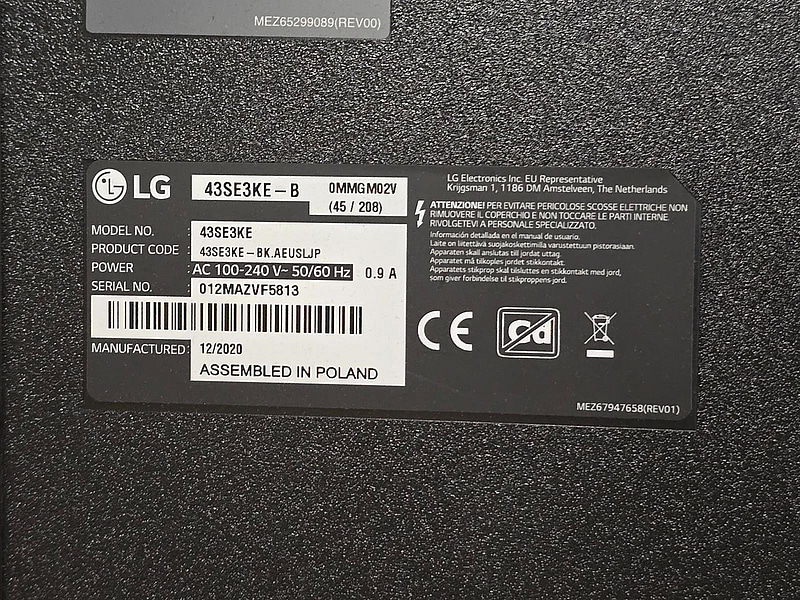 MEZ65299089(REV00)
LG
43SE3KE-B
0MMGM02V
(45 / 208)
MODEL NO. : 43SE3KE
PRODUCT CODE : 43SE3KE-BK.AEUSLJP
POWER : AC 100-240 V~ 50/60 Hz 0.9 A
SERIAL NO. : 012MAZVF5813
MANUFACTURED : 12/2020
ASSEMBLED IN POLAND
LG Electronics Inc. EU Representative
Krijgsman 1, 1186 DM Amstelveen, The Netherlands
ATTENZIONE! PER EVITARE PERICOLOSE SCOSSE ELETTRICHE NON
RIMUOVERE IL COPERCHIO E NON TOCCARE LE PARTI INTERNE.
RIVOLGETEVI A PERSONALE SPECIALIZZATO.
Información detallada en el manual de usuario.
Laite on liitettävä suojakoskettimilla varustettuun pistorasiaan.
Apparaten skall anslutas till jordat uttag.
Apparatet må tilkoples jordet stikkontakt.
Apparatets stikprop skal tilsluttes en stikkontakt med jord,
som giver forbindelse til stikproppens jord.
CE
Cd
MEZ67947658(REV01)